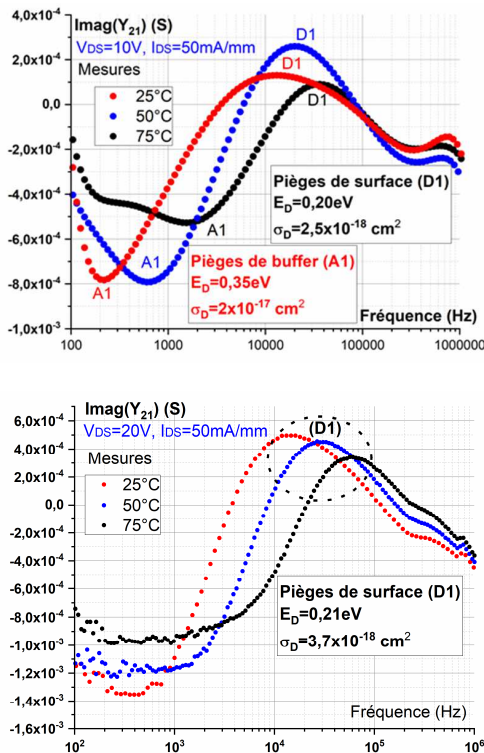 Imag(Y21) (S)
VDS=10V, IDS=50mA/mm
Mesures
25°C
50°C
75°C
D1
D1
D1
A1
A1
A1
Pièges de surface (D1)
ED=0,20eV
σD=2,5x10-18 cm2
Pièges de buffer (A1)
ED=0,35eV
σD=2x10-17 cm2
Fréquence (Hz)
2,0x10-4
0,0
-2,0x10-4
-4,0x10-4
-6,0x10-4
-8,0x10-4
-1,0x10-3
100 1000 10000 100000 1000000
Imag(Y21) (S)
VDS=20V, IDS=50mA/mm
Mesures
25°C
50°C
75°C
(D1)
Pièges de surface (D1)
ED=0,21eV
σD=3,7x10-18 cm2
Fréquence (Hz)
6,0x10-4
4,0x10-4
2,0x10-4
0,0
-2,0x10-4
-4,0x10-4
-6,0x10-4
-8,0x10-4
-1,0x10-3
-1,2x10-3
-1,4x10-3
-1,6x10-3
102 103 104 105 106